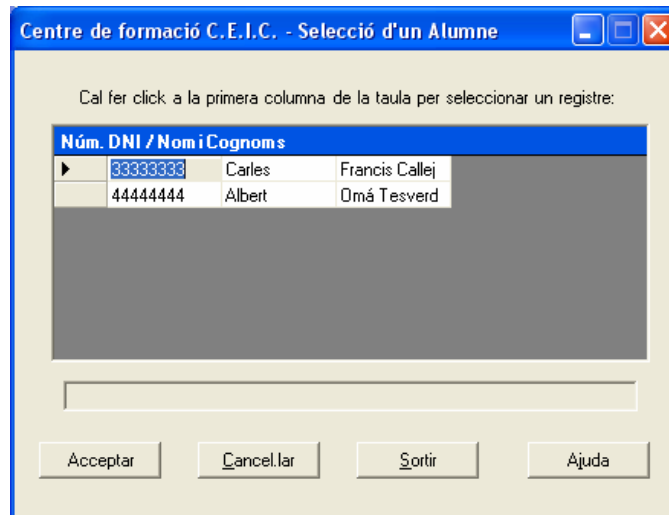 Centre de formació C.E.I.C. - Selecció d'un Alumne
Cal fer click a la primera columna de la taula per seleccionar un registre:
Núm. DNI / Nom i Cognoms
33333333 Carles Francis Callej
44444444 Albert Omá Tesverd
Acceptar Cancel.lar Sortir Ajuda